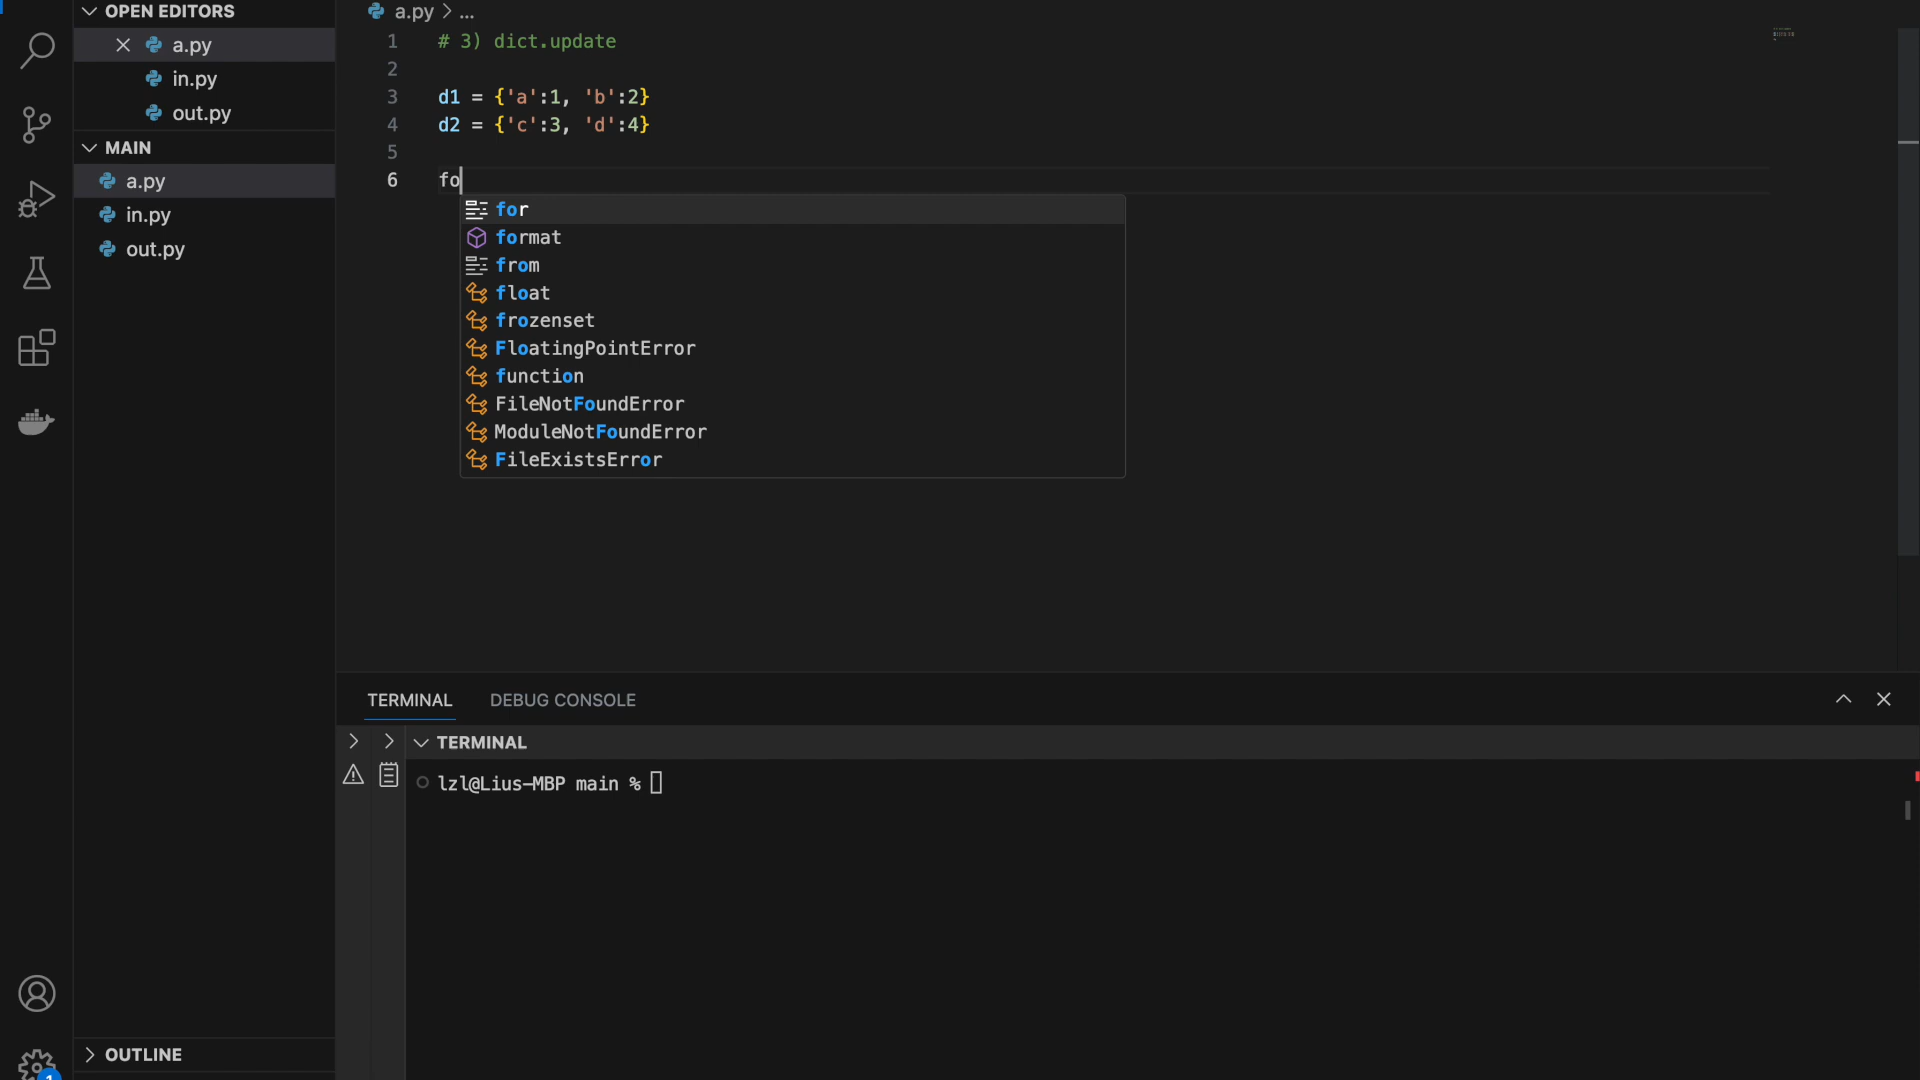 OPEN EDITORS
a.py
in.py
out.py
MAIN
a.py
in.py
out.py
OUTLINE
1
a.py > ...
1 # 3) dict.update
2
3 d1 = {'a':1, 'b':2}
4 d2 = {'c':3, 'd':4}
5
6 fo
for
format
from
float
frozenset
FloatingPointError
function
FileNotFoundError
ModuleNotFoundError
FileExistsError
TERMINAL DEBUG CONSOLE
TERMINAL
lzl@Lius-MBP main %